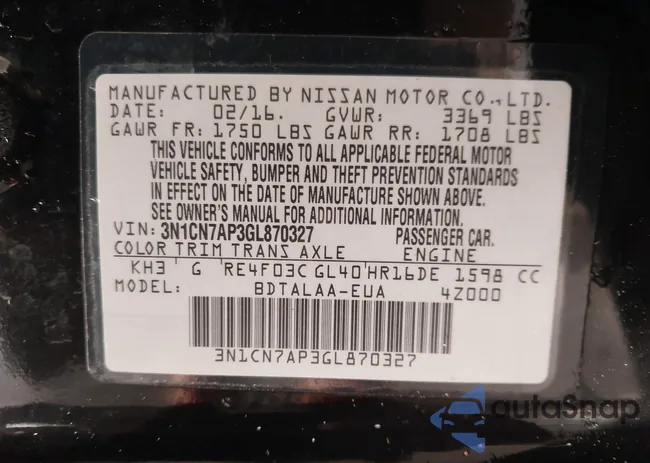 MANUFACTURED BY NISSAN MOTOR CO., LTD.
DATE: 02/16. GVWR: 3369 LBS
GAWR FR: 1750 LBS GAWR RR: 1708 LBS
THIS VEHICLE CONFORMS TO ALL APPLICABLE FEDERAL MOTOR
VEHICLE SAFETY, BUMPER AND THEFT PREVENTION STANDARDS
IN EFFECT ON THE DATE OF MANUFACTURE SHOWN ABOVE.
SEE OWNER'S MANUAL FOR ADDITIONAL INFORMATION.
VIN: 3N1CN7AP3GL870327 PASSENGER CAR.
COLOR TRIM TRANS AXLE ENGINE
KH3 ' G 'RE4F03C GL40'HR16DE 1598 CC
MODEL: BDTALAA-EUA 4Z000
3N1CN7AP3GL870327
autoSnap